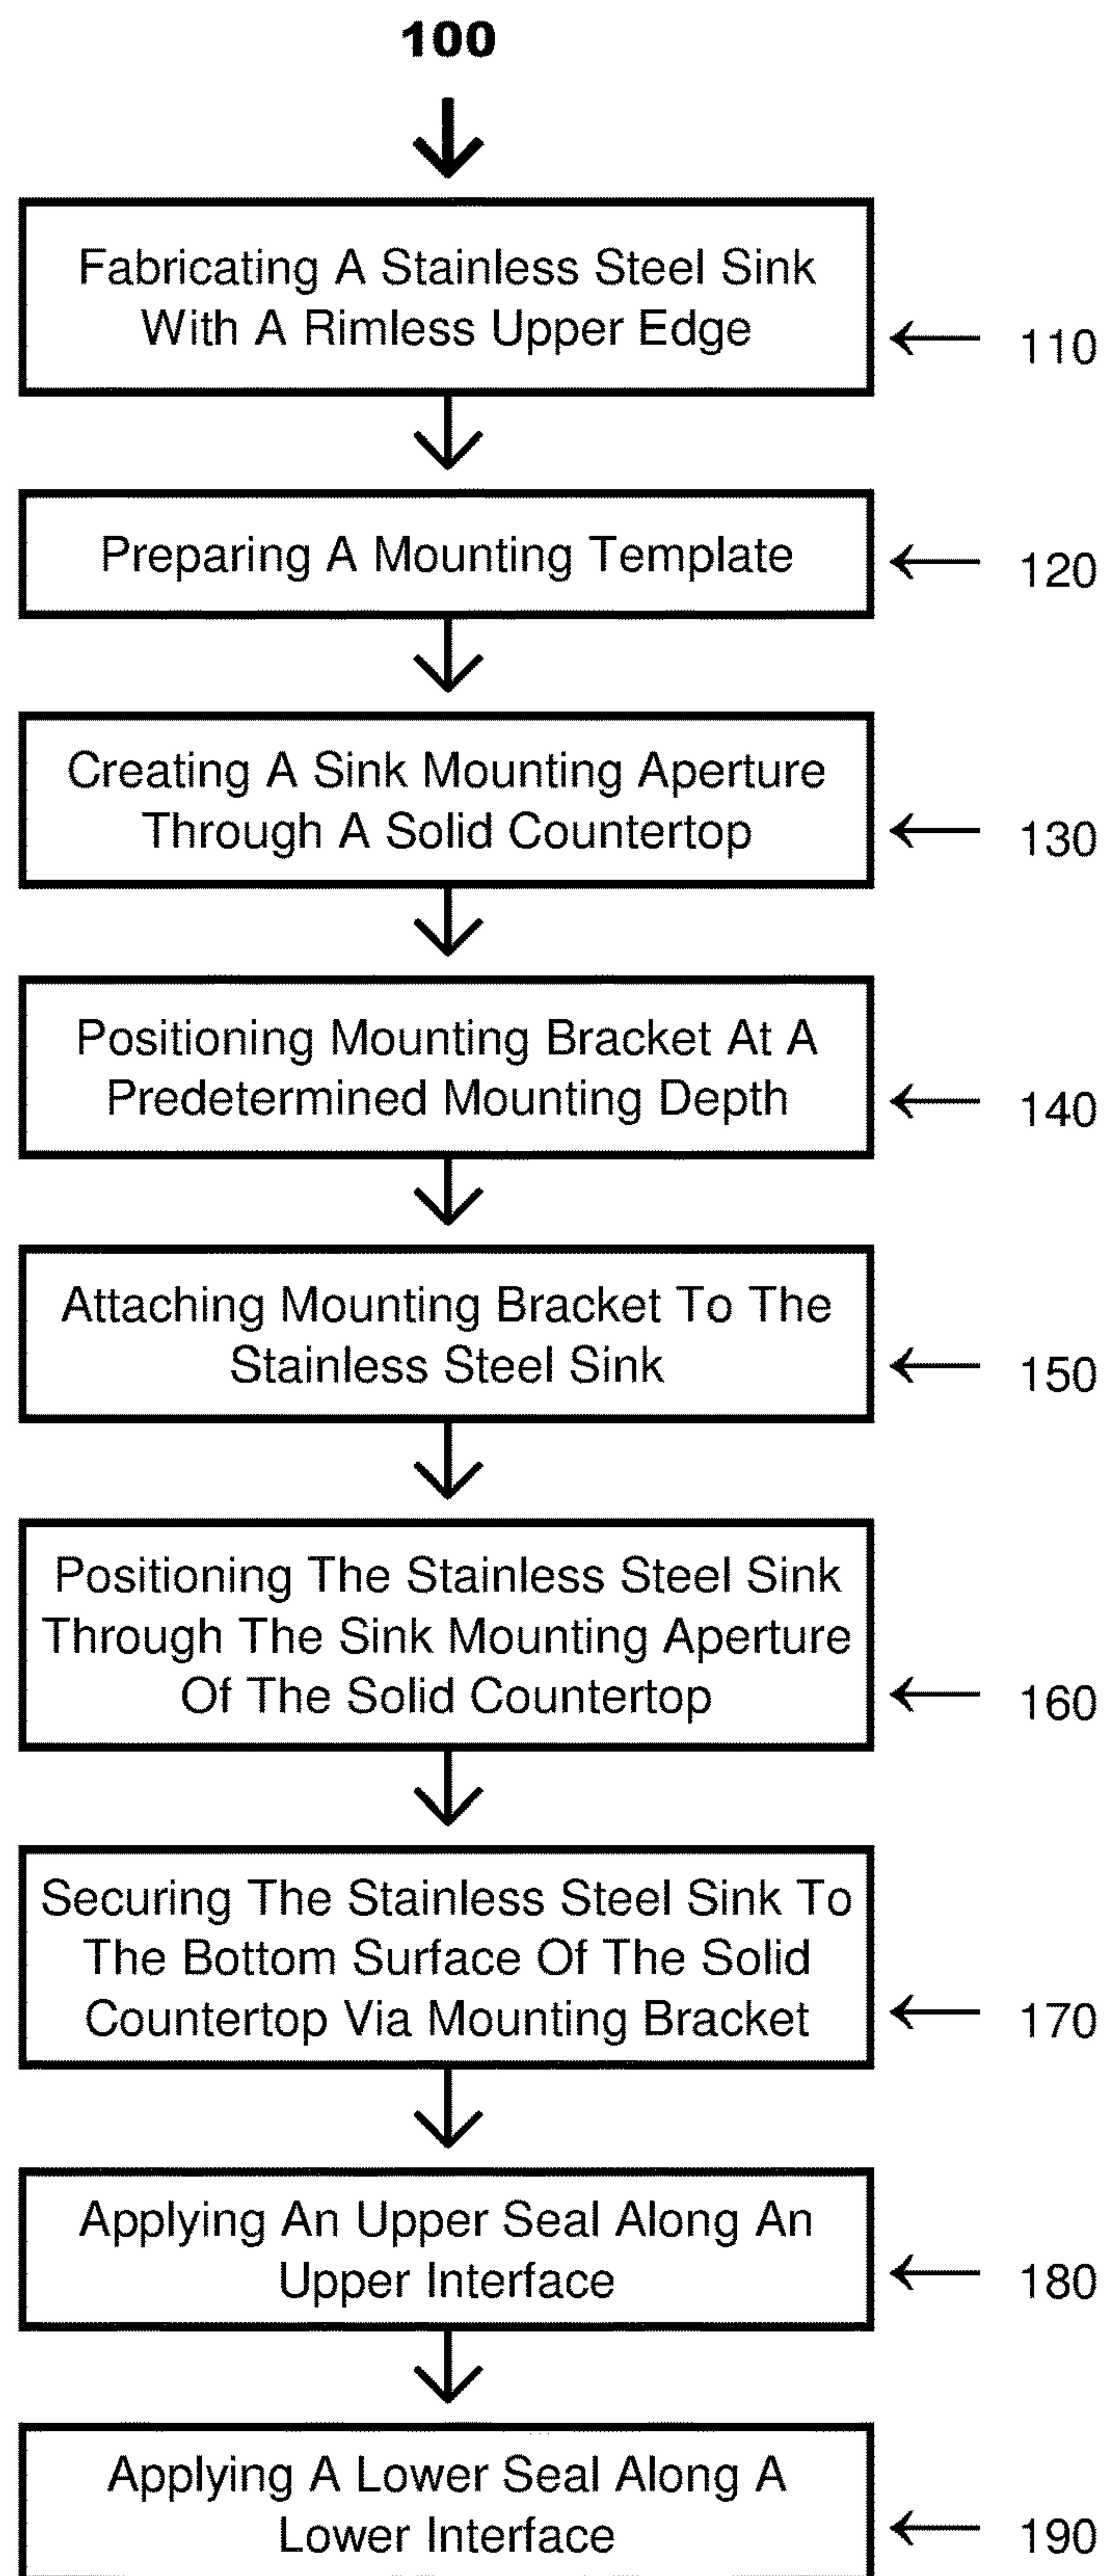 100
Fabricating A Stainless Steel Sink
With A Rimless Upper Edge
110
Preparing A Mounting Template
120
Creating A Sink Mounting Aperture
Through A Solid Countertop
130
Positioning Mounting Bracket At A
Predetermined Mounting Depth
140
Attaching Mounting Bracket To The
Stainless Steel Sink
150
Positioning The Stainless Steel Sink
Through The Sink Mounting Aperture
Of The Solid Countertop
160
Securing The Stainless Steel Sink To
The Bottom Surface Of The Solid
Countertop Via Mounting Bracket
170
Applying An Upper Seal Along An
Upper Interface
180
Applying A Lower Seal Along A
Lower Interface
190